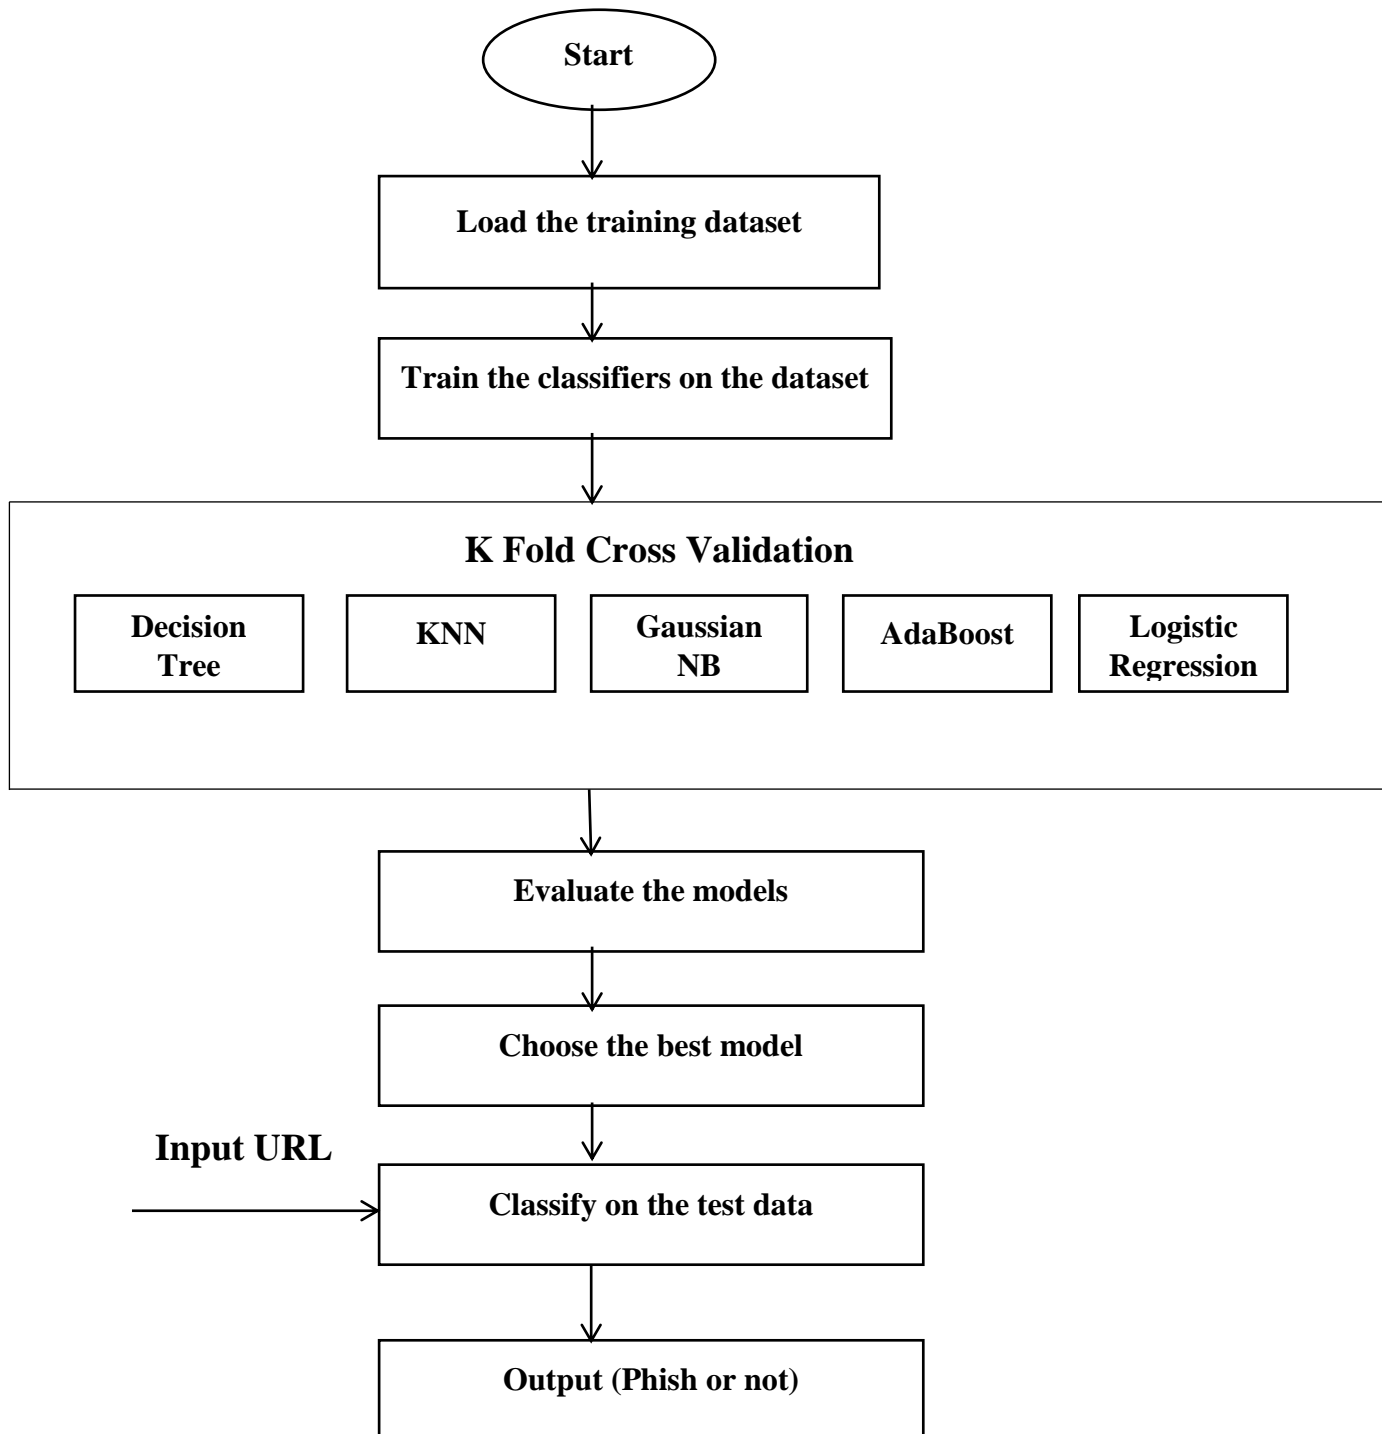 Start
Load the training dataset
Train the classifiers on the dataset
K Fold Cross Validation
Decision
Tree
KNN
Gaussian
NB
AdaBoost
Logistic
Regression
Evaluate the models
Choose the best model
Input URL
Classify on the test data
Output (Phish or not)